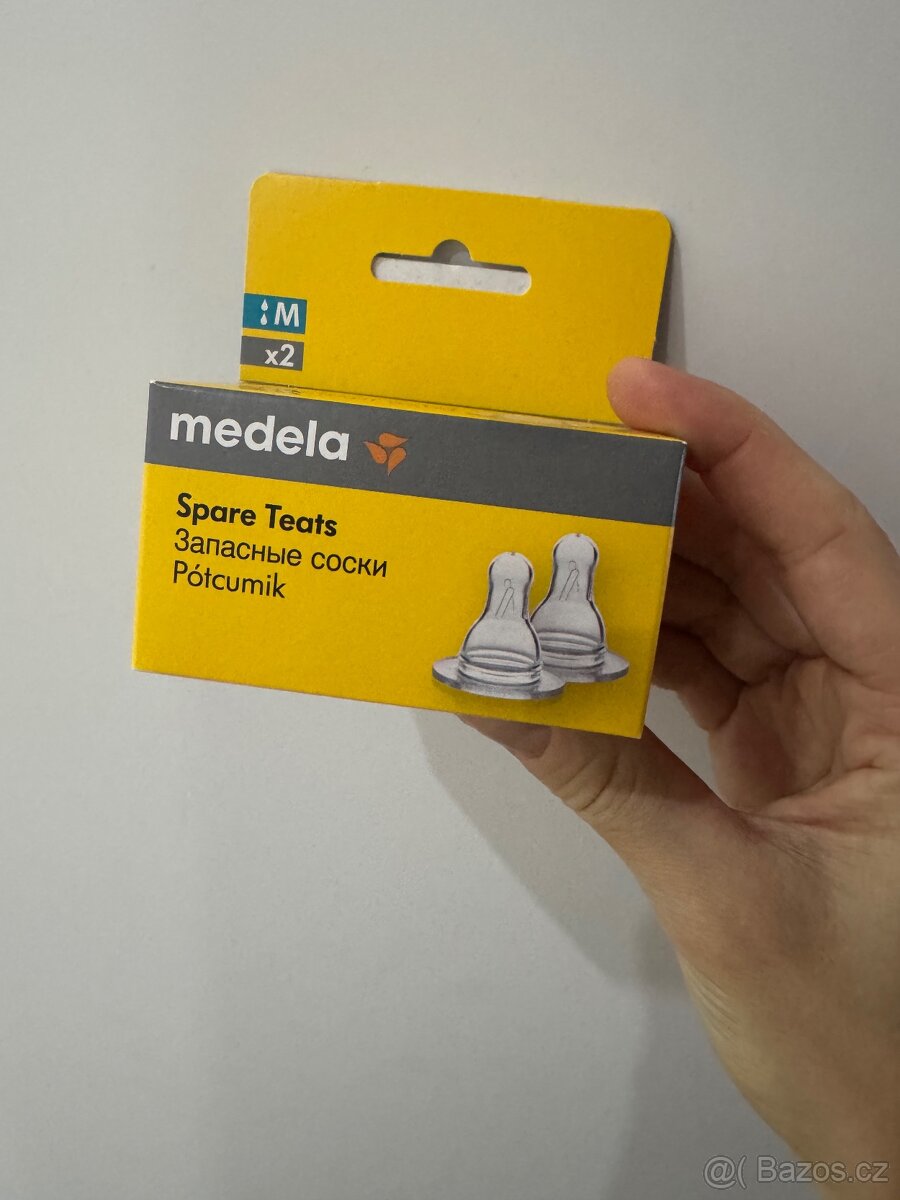 M
x2
medela
Spare Teats
Запасные соски
Pótcumik
@( Bazos.cz